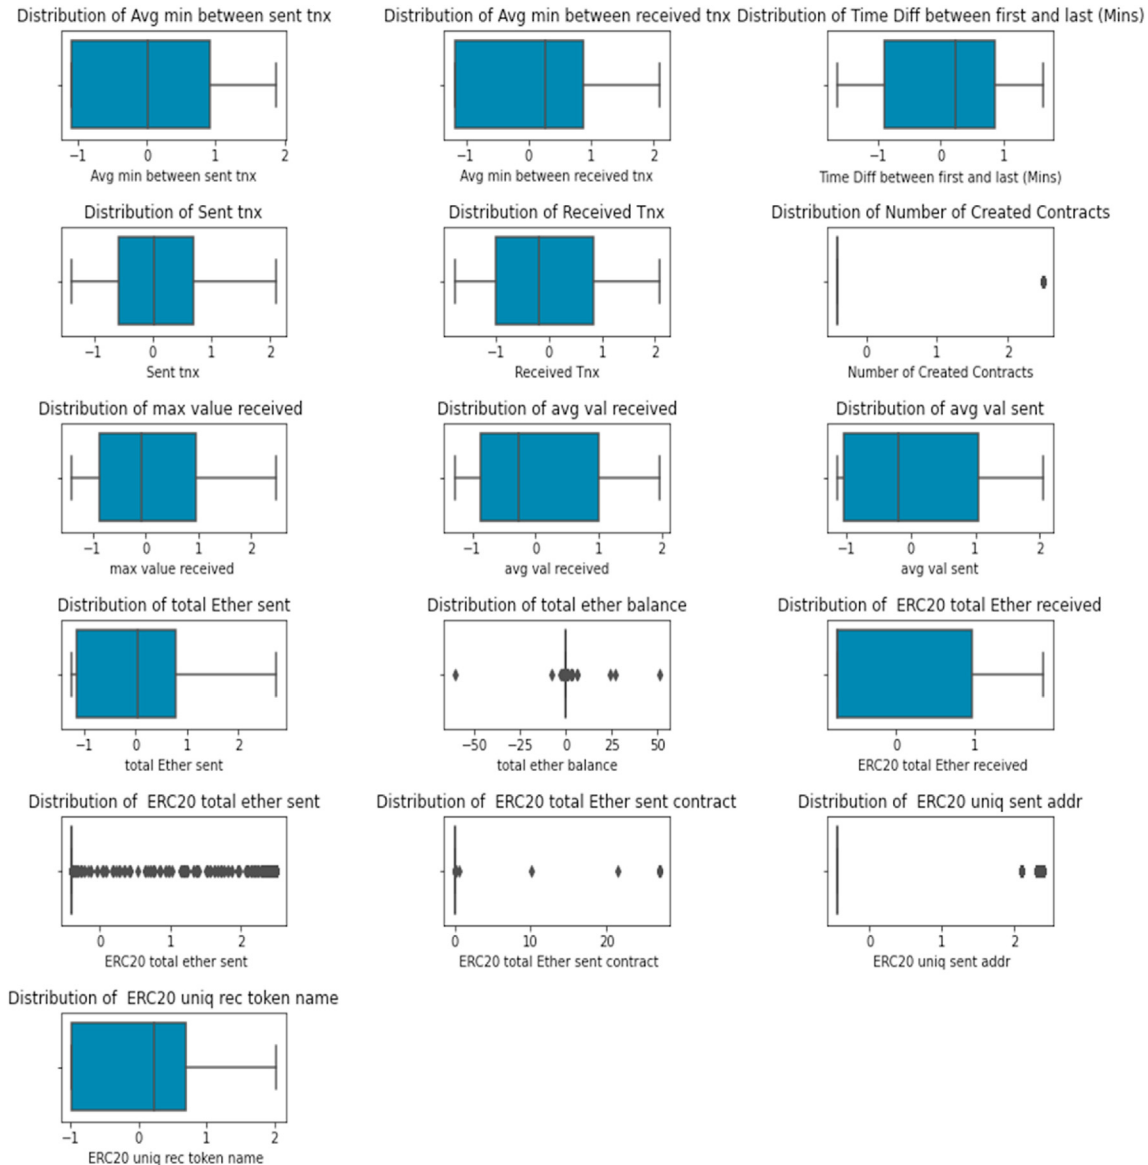 Distribution of Avg min between sent tnx
Distribution of Avg min between received tnx
Distribution of Time Diff between first and last (Mins)
−1 0 1 2
Avg min between sent tnx
−1 0 1 2
Avg min between received tnx
−1 0 1
Time Diff between first and last (Mins)
Distribution of Sent tnx
Distribution of Received Tnx
Distribution of Number of Created Contracts
−1 0 1 2
Sent tnx
−1 0 1 2
Received Tnx
0 1 2
Number of Created Contracts
Distribution of max value received
Distribution of avg val received
Distribution of avg val sent
−1 0 1 2
max value received
−1 0 1 2
avg val received
−1 0 1 2
avg val sent
Distribution of total Ether sent
Distribution of total ether balance
Distribution of  ERC20 total Ether received
−1 0 1 2
total Ether sent
−50 −25 0 25 50
total ether balance
0 1
ERC20 total Ether received
Distribution of  ERC20 total ether sent
Distribution of  ERC20 total Ether sent contract
Distribution of  ERC20 uniq sent addr
0 1 2
ERC20 total ether sent
0 10 20
ERC20 total Ether sent contract
0 1 2
ERC20 uniq sent addr
Distribution of  ERC20 uniq rec token name
−1 0 1 2
ERC20 uniq rec token name